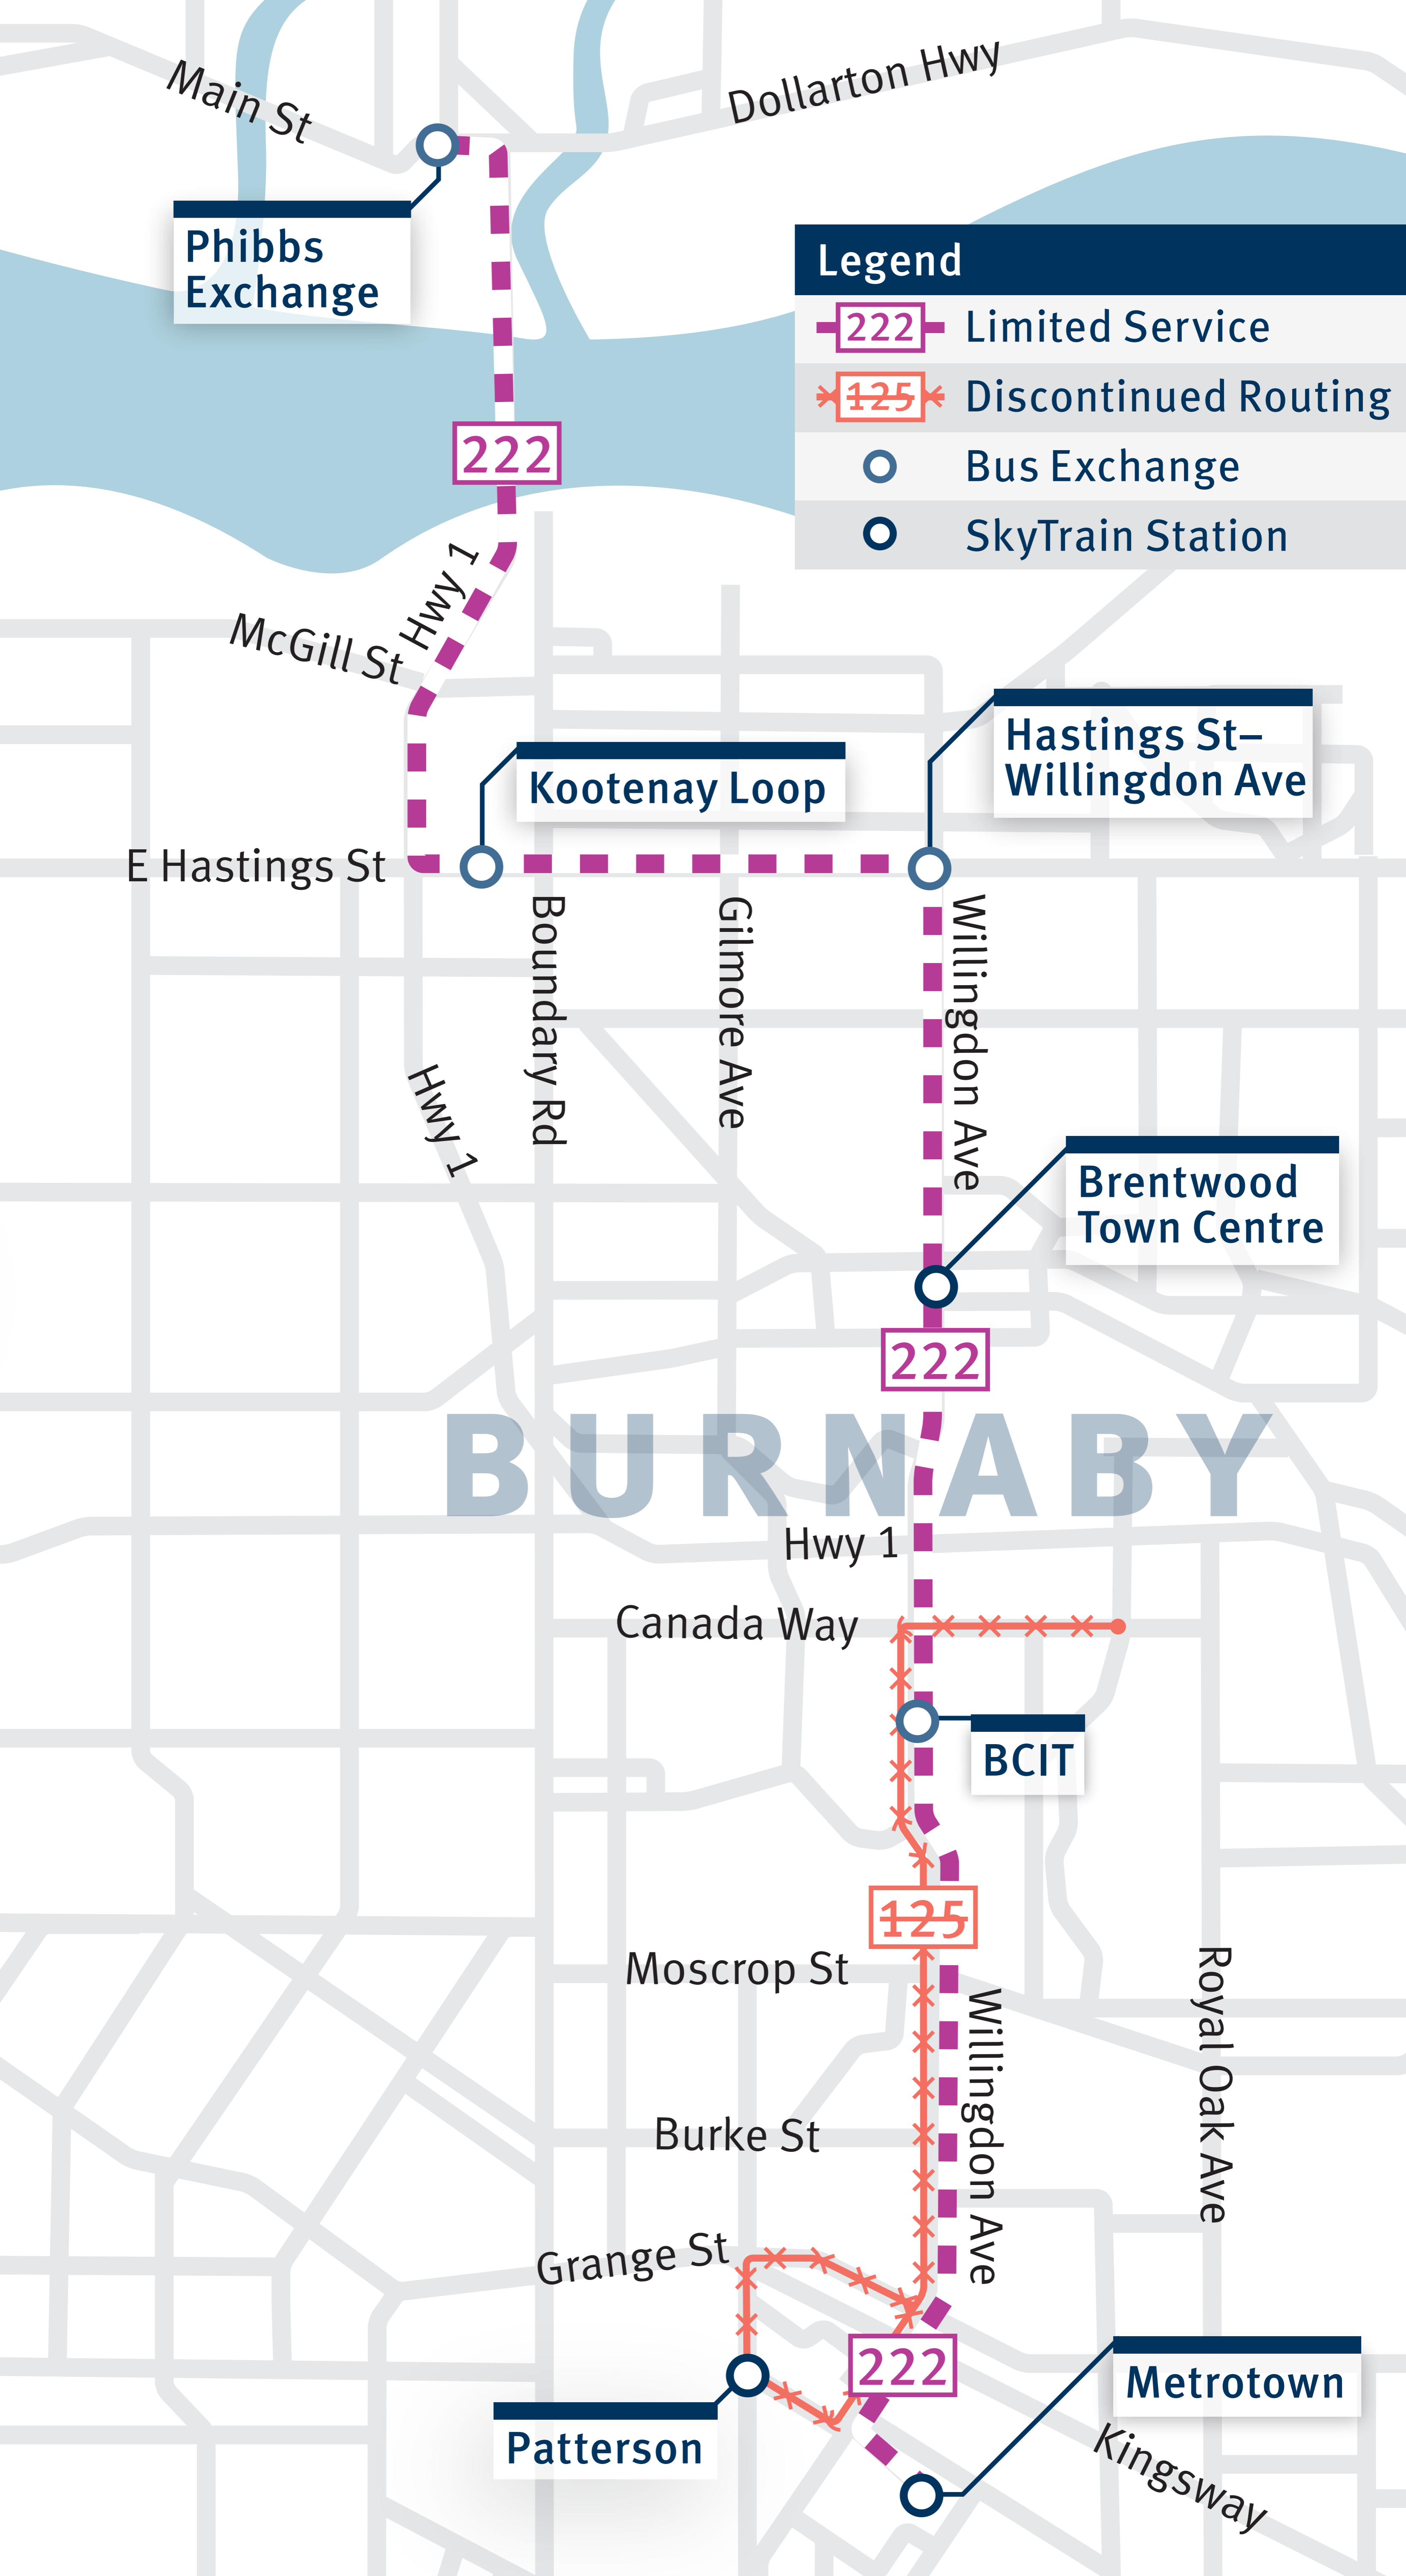 Main St
Dollarton Hwy
Phibbs
Exchange
Legend
222 Limited Service
125 Discontinued Routing
Bus Exchange
SkyTrain Station
222
Hwy 1
McGill St
Hastings St–
Willingdon Ave
Kootenay Loop
E Hastings St
Boundary Rd
Gilmore Ave
Willingdon Ave
Hwy 1
Brentwood
Town Centre
222
BURNABY
Hwy 1
Canada Way
BCIT
125
Moscrop St
Royal Oak Ave
Willingdon Ave
Burke St
Grange St
222
Metrotown
Patterson
Kingsway